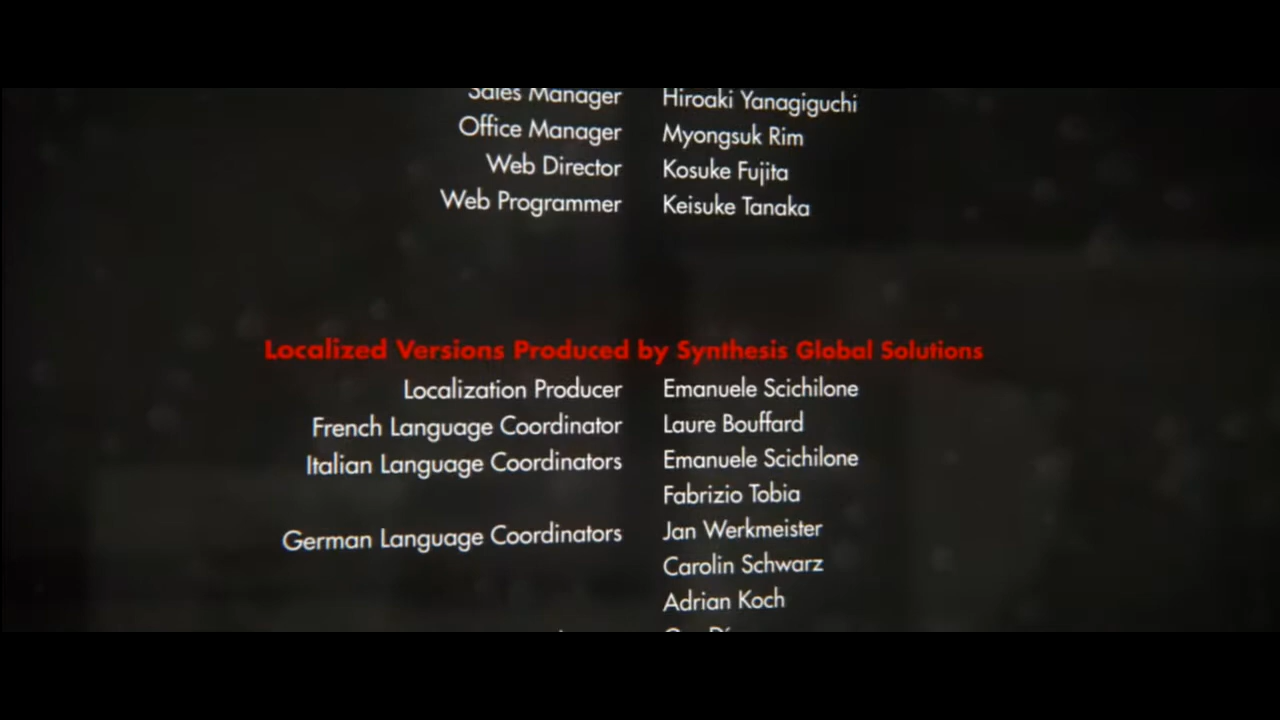 Sales Manager Hiroaki Yanagiguchi
Office Manager Myongsuk Rim
Web Director Kosuke Fujita
Web Programmer Keisuke Tanaka
Localized Versions Produced by Synthesis Global Solutions
Localization Producer Emanuele Scichilone
French Language Coordinator Laure Bouffard
Italian Language Coordinators Emanuele Scichilone
Fabrizio Tobia
German Language Coordinators Jan Werkmeister
Carolin Schwarz
Adrian Koch